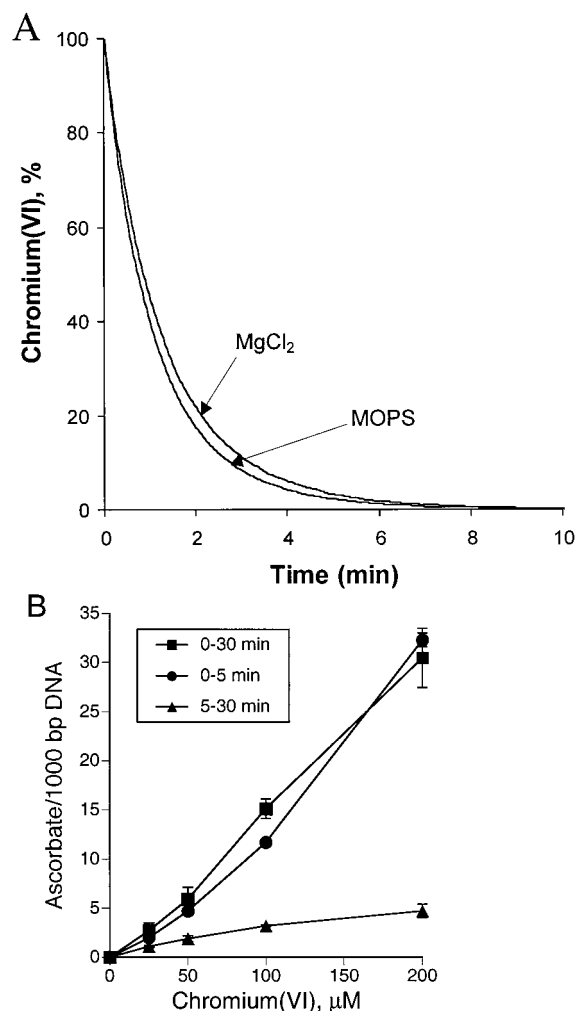 A
Chromium(VI), %
100
80
60
40
20
0
MgCl₂
MOPS
0 2 4 6 8 10
Time (min)
B
Ascorbate/1000 bp DNA
35
30
25
20
15
10
5
0
0-30 min
0-5 min
5-30 min
0 50 100 150 200
Chromium(VI), μM